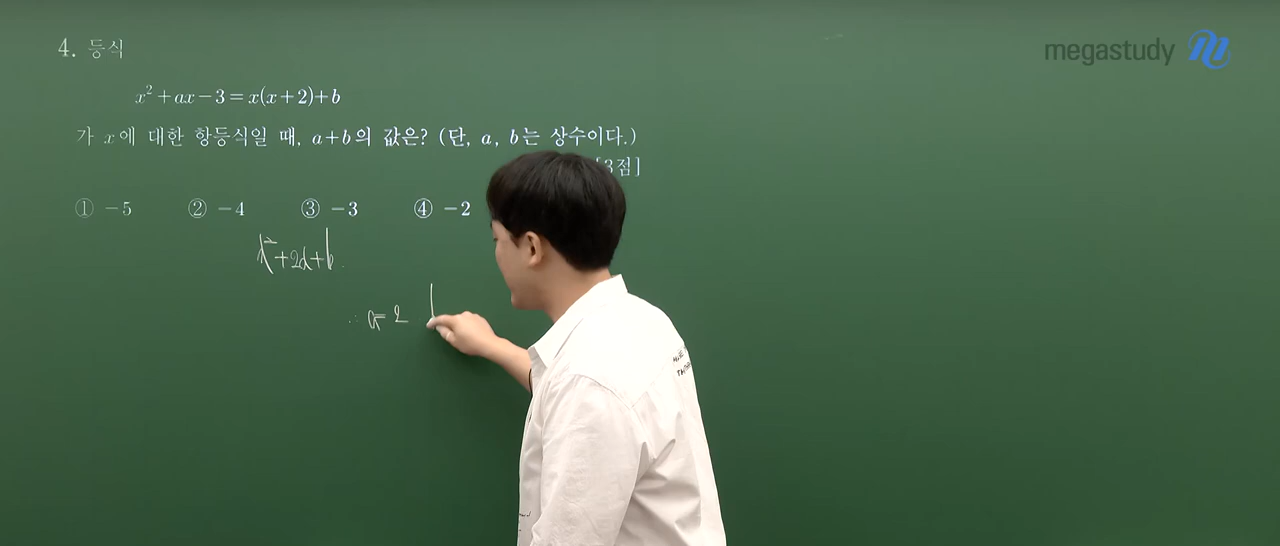 megastudy
4. 등식
x² + ax − 3 = x(x+2) + b
가 x에 대한 항등식일 때, a+b의 값은? (단, a, b는 상수이다.)
3점]
① −5 ② −4 ③ −3 ④ −2
x²+2x+b
∴ a=2